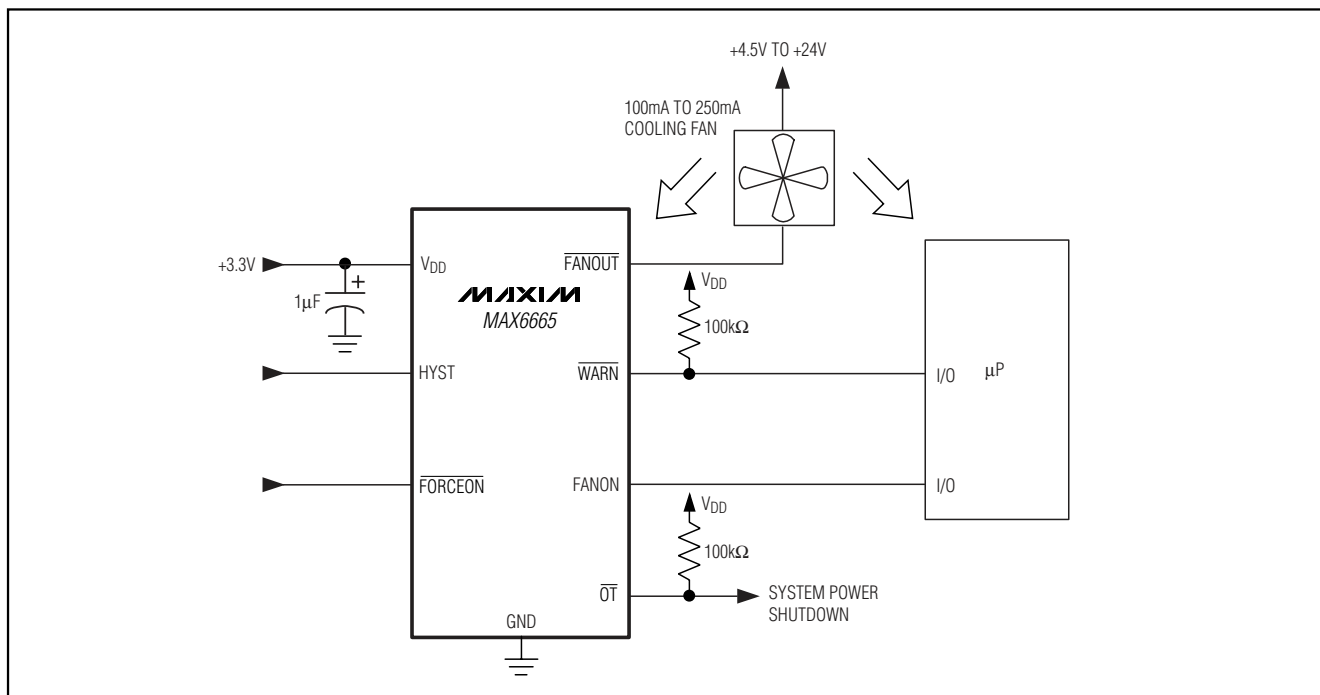 +4.5V TO +24V
100mA TO 250mA
COOLING FAN
+3.3V
VDD
FANOUT
VDD
1μF
+
MAXIM
MAX6665
100kΩ
HYST
WARN
I/O
μP
FORCEON
FANON
I/O
VDD
100kΩ
OT
SYSTEM POWER
SHUTDOWN
GND